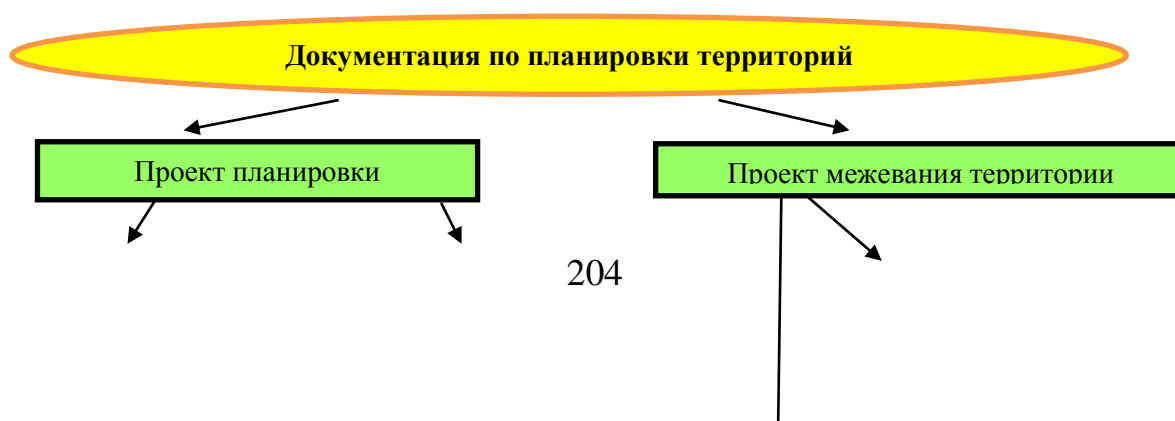 Документация по планировки территорий
Проект планировки
Проект межевания территории
204